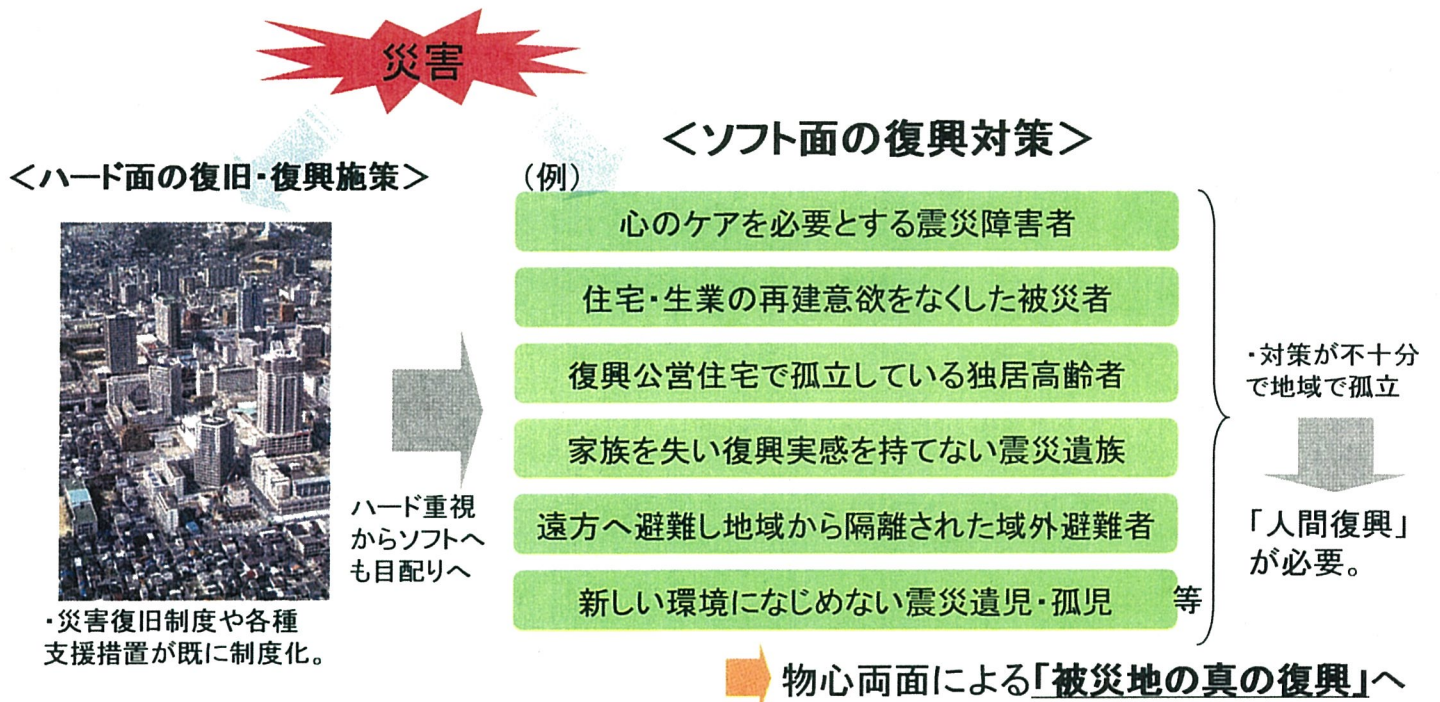 災害
＜ハード面の復旧・復興施策＞
・災害復旧制度や各種
支援措置が既に制度化。
ハード重視
からソフトへ
も目配りへ
＜ソフト面の復興対策＞
（例）
心のケアを必要とする震災障害者
住宅・生業の再建意欲をなくした被災者
復興公営住宅で孤立している独居高齢者
家族を失い復興実感を持てない震災遺族
遠方へ避難し地域から隔離された域外避難者
新しい環境になじめない震災遺児・孤児
等
・対策が不十分
で地域で孤立
「人間復興」
が必要。
物心両面による「被災地の真の復興」へ